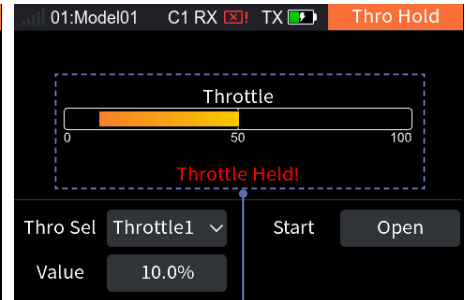 01:Model01 C1 RX ! TX Thro Hold
Throttle
0 50 100
Throttle Held!
Thro Sel Throttle1 Start Open
Value 10.0%